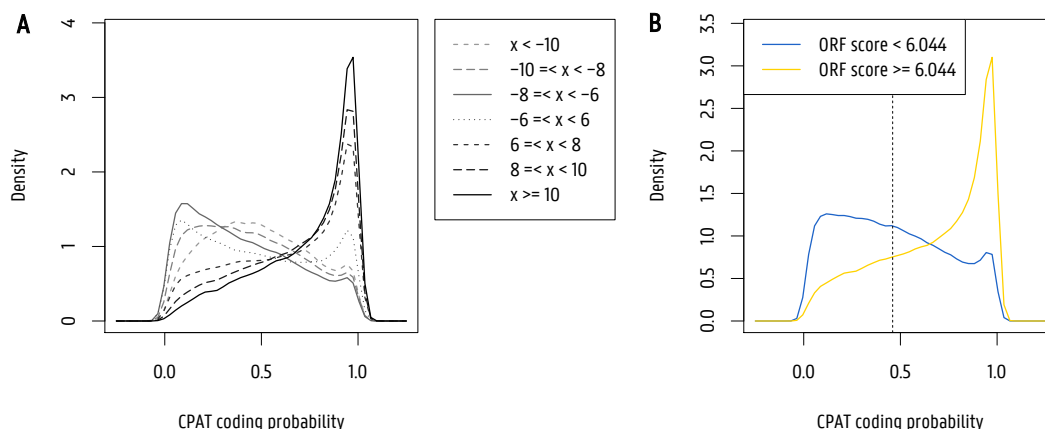 A
4
3
2
1
0
Density
0.0 0.5 1.0
CPAT coding probability
x < −10
−10 =< x < −8
−8 =< x < −6
−6 =< x < 6
6 =< x < 8
8 =< x < 10
x >= 10
B
ORF score < 6.044
ORF score >= 6.044
3.5
3.0
2.5
2.0
1.5
1.0
0.5
0.0
Density
0.0 0.5 1.0
CPAT coding probability